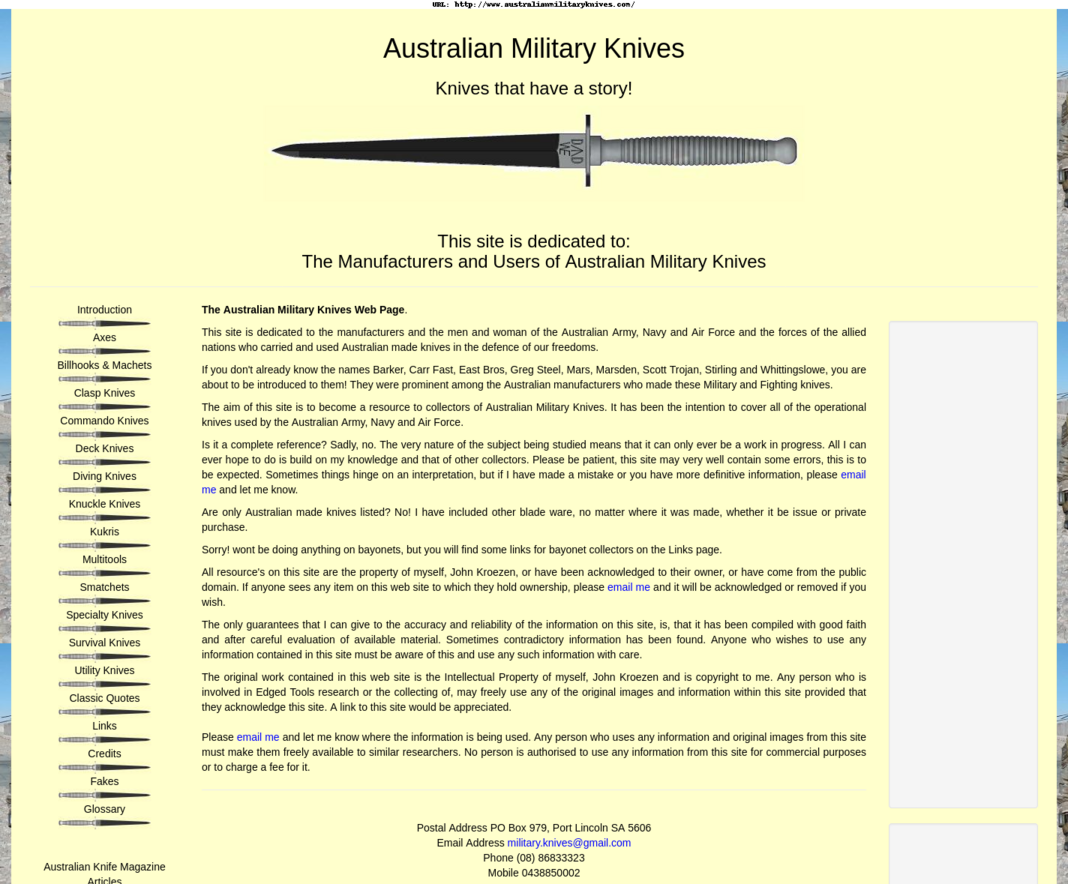 URL: http://www.australianmilitaryknives.com/
Australian Military Knives
Knives that have a story!
DAD
WE
This site is dedicated to:
The Manufacturers and Users of Australian Military Knives
Introduction
Axes
Billhooks & Machets
Clasp Knives
Commando Knives
Deck Knives
Diving Knives
Knuckle Knives
Kukris
Multitools
Smatchets
Specialty Knives
Survival Knives
Utility Knives
Classic Quotes
Links
Credits
Fakes
Glossary
Australian Knife Magazine
Articles
The Australian Military Knives Web Page.
This site is dedicated to the manufacturers and the men and woman of the Australian Army, Navy and Air Force and the forces of the allied
nations who carried and used Australian made knives in the defence of our freedoms.
If you don't already know the names Barker, Carr Fast, East Bros, Greg Steel, Mars, Marsden, Scott Trojan, Stirling and Whittingslowe, you are
about to be introduced to them! They were prominent among the Australian manufacturers who made these Military and Fighting knives.
The aim of this site is to become a resource to collectors of Australian Military Knives. It has been the intention to cover all of the operational
knives used by the Australian Army, Navy and Air Force.
Is it a complete reference? Sadly, no. The very nature of the subject being studied means that it can only ever be a work in progress. All I can
ever hope to do is build on my knowledge and that of other collectors. Please be patient, this site may very well contain some errors, this is to
be expected. Sometimes things hinge on an interpretation, but if I have made a mistake or you have more definitive information, please email
me and let me know.
Are only Australian made knives listed? No! I have included other blade ware, no matter where it was made, whether it be issue or private
purchase.
Sorry! wont be doing anything on bayonets, but you will find some links for bayonet collectors on the Links page.
All resource's on this site are the property of myself, John Kroezen, or have been acknowledged to their owner, or have come from the public
domain. If anyone sees any item on this web site to which they hold ownership, please email me and it will be acknowledged or removed if you
wish.
The only guarantees that I can give to the accuracy and reliability of the information on this site, is, that it has been compiled with good faith
and after careful evaluation of available material. Sometimes contradictory information has been found. Anyone who wishes to use any
information contained in this site must be aware of this and use any such information with care.
The original work contained in this web site is the Intellectual Property of myself, John Kroezen and is copyright to me. Any person who is
involved in Edged Tools research or the collecting of, may freely use any of the original images and information within this site provided that
they acknowledge this site. A link to this site would be appreciated.
Please email me and let me know where the information is being used. Any person who uses any information and original images from this site
must make them freely available to similar researchers. No person is authorised to use any information from this site for commercial purposes
or to charge a fee for it.
Postal Address PO Box 979, Port Lincoln SA 5606
Email Address military.knives@gmail.com
Phone (08) 86833323
Mobile 0438850002